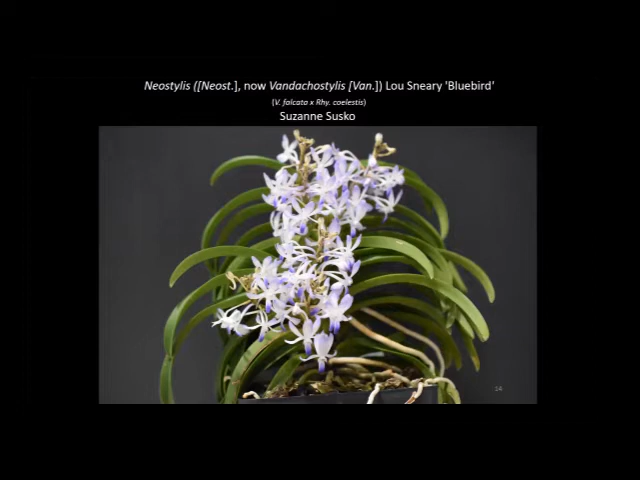 Neostylis ([Neost.], now Vandachostylis [Van.]) Lou Sneary 'Bluebird'
(V. falcata x Rhy. coelestis)
Suzanne Susko
14